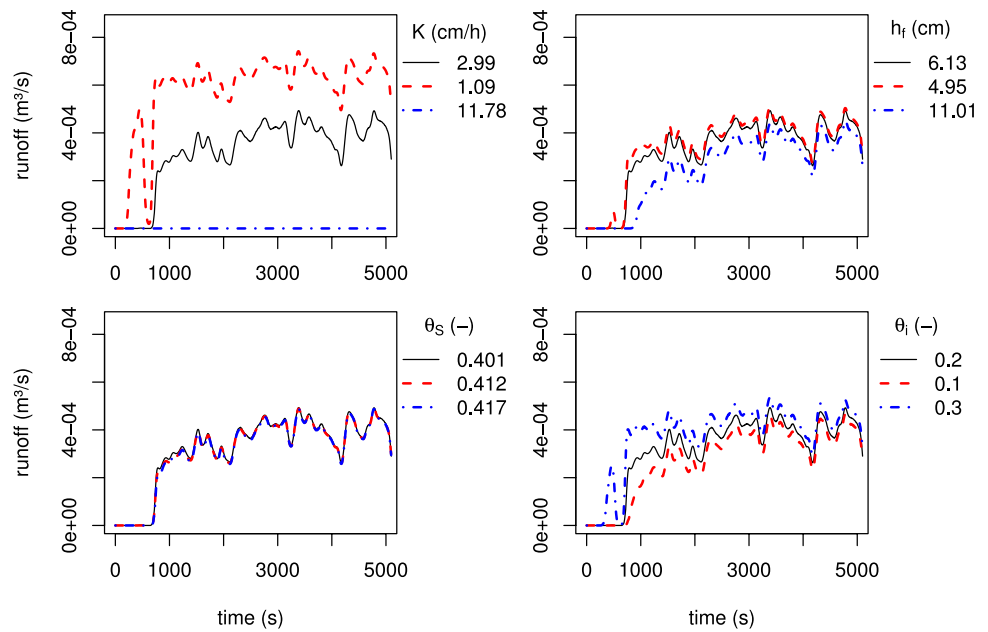 runoff (m³/s)
0e+00 4e-04 8e-04
0 1000 3000 5000
K (cm/h)
2.99
1.09
11.78
0e+00 4e-04 8e-04
0 1000 3000 5000
h_f (cm)
6.13
4.95
11.01
runoff (m³/s)
0e+00 4e-04 8e-04
0 1000 3000 5000
time (s)
θ_S (–)
0.401
0.412
0.417
0e+00 4e-04 8e-04
0 1000 3000 5000
time (s)
θ_i (–)
0.2
0.1
0.3